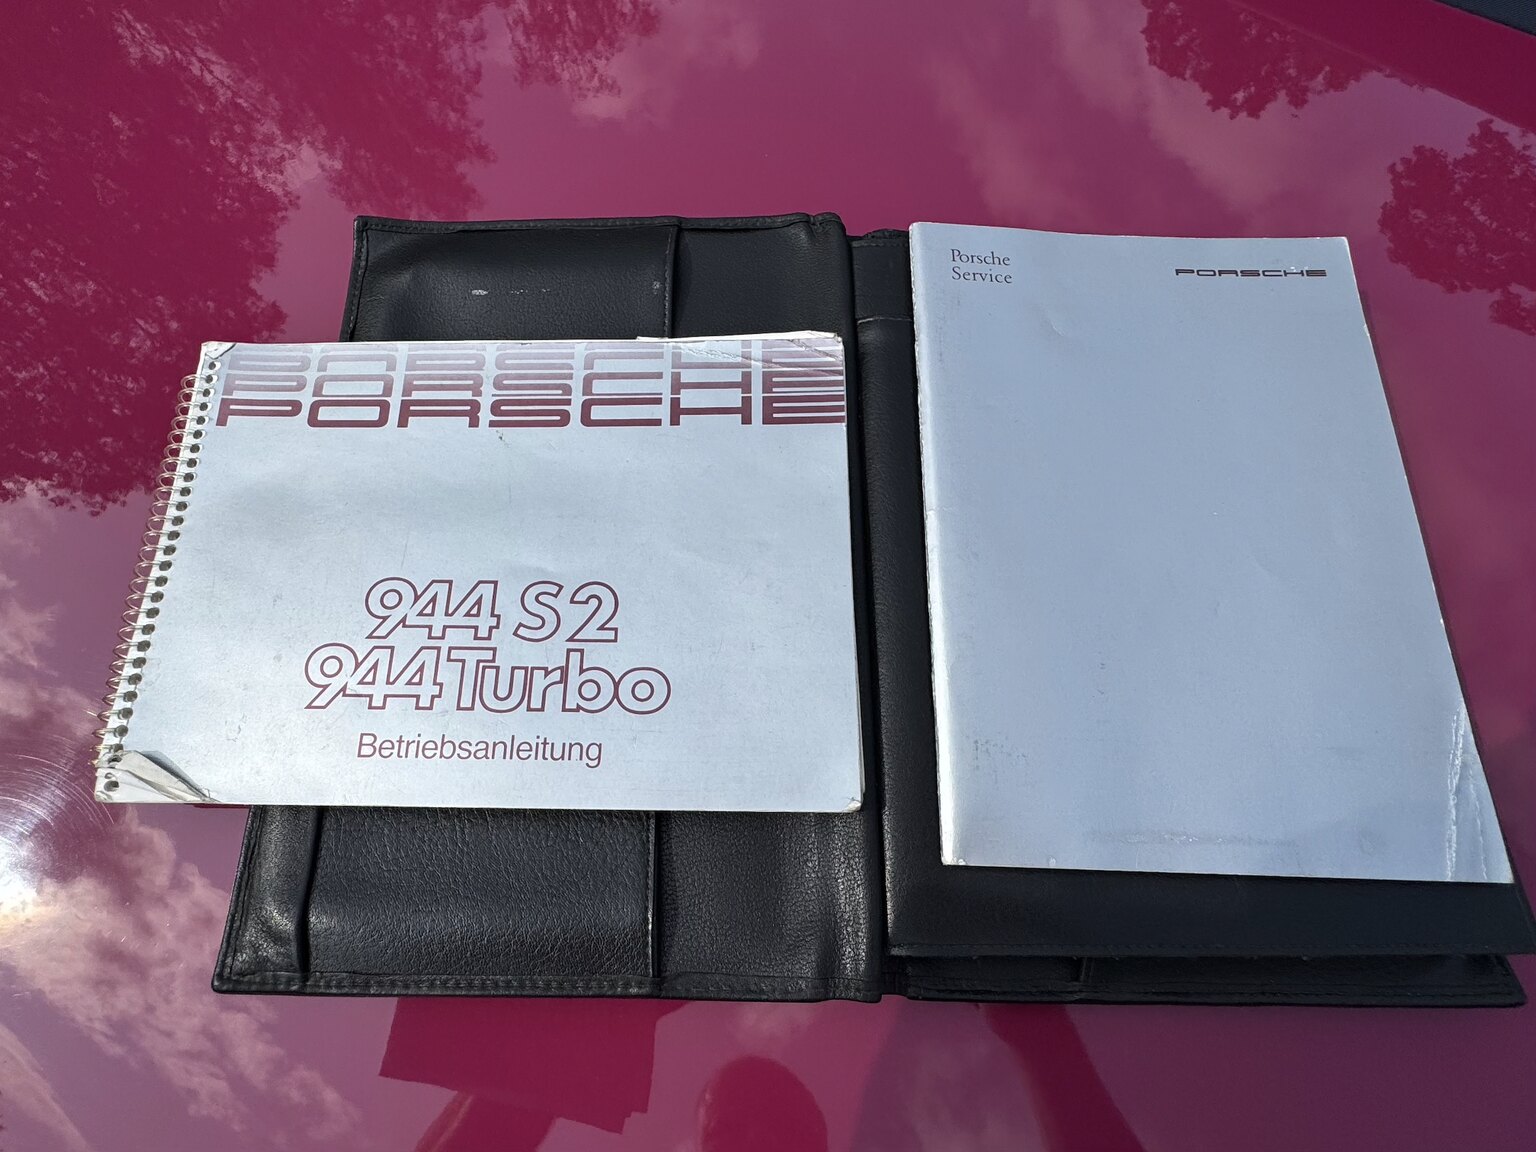 PORSCHE
PORSCHE
PORSCHE
944 S2
944 Turbo
Betriebsanleitung
Porsche
Service
PORSCHE